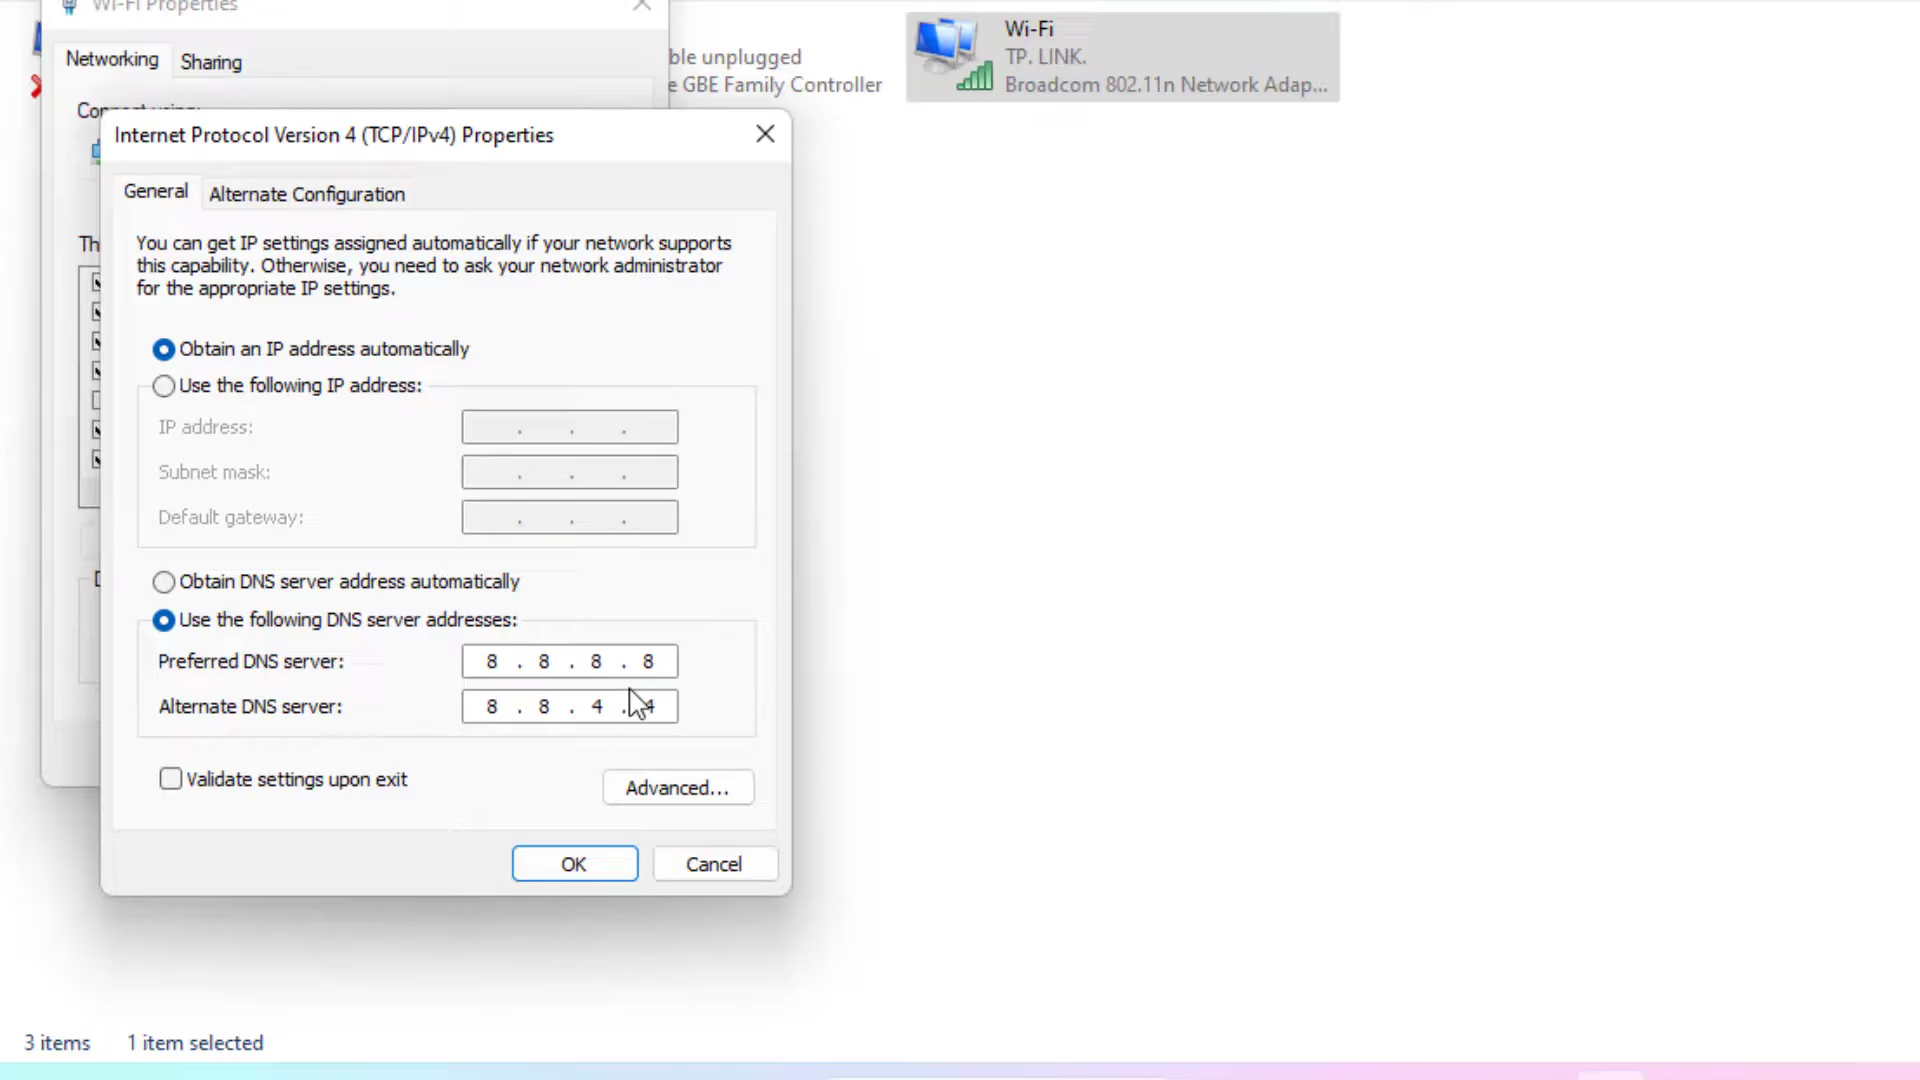 Wi-Fi Properties
Networking
Sharing
ble unplugged
e GBE Family Controller
Wi-Fi
TP. LINK.
Broadcom 802.11n Network Adap...
Internet Protocol Version 4 (TCP/IPv4) Properties
General
Alternate Configuration
You can get IP settings assigned automatically if your network supports
this capability. Otherwise, you need to ask your network administrator
for the appropriate IP settings.
Obtain an IP address automatically
Use the following IP address:
IP address:
Subnet mask:
Default gateway:
Obtain DNS server address automatically
Use the following DNS server addresses:
Preferred DNS server: 8 . 8 . 8 . 8
Alternate DNS server: 8 . 8 . 4 . 4
Validate settings upon exit
Advanced...
OK
Cancel
3 items
1 item selected